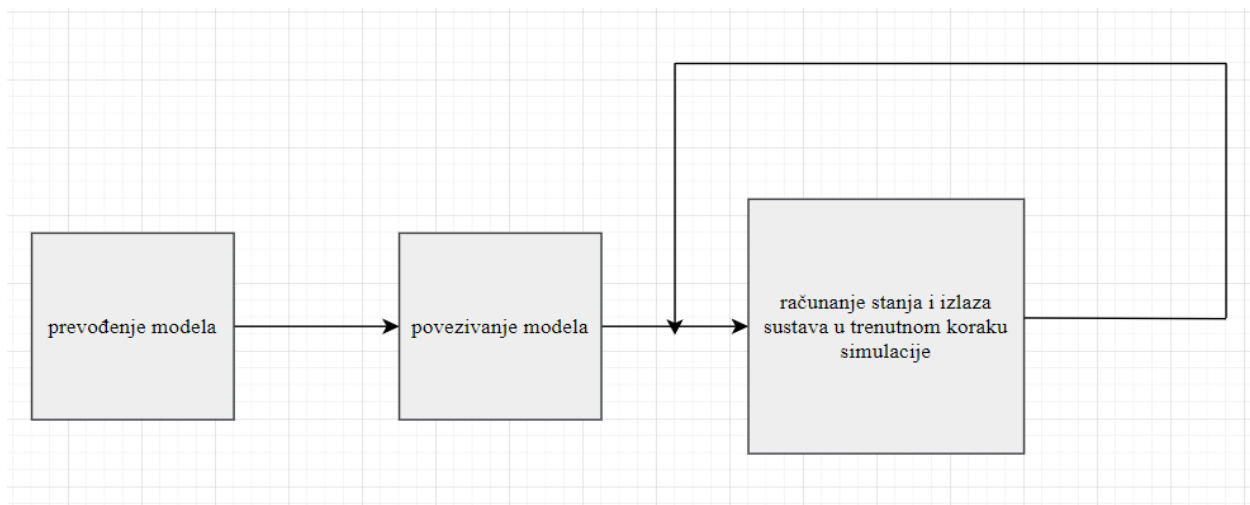 prevođenje modela
povezivanje modela
računanje stanja i izlaza
sustava u trenutnom koraku
simulacije